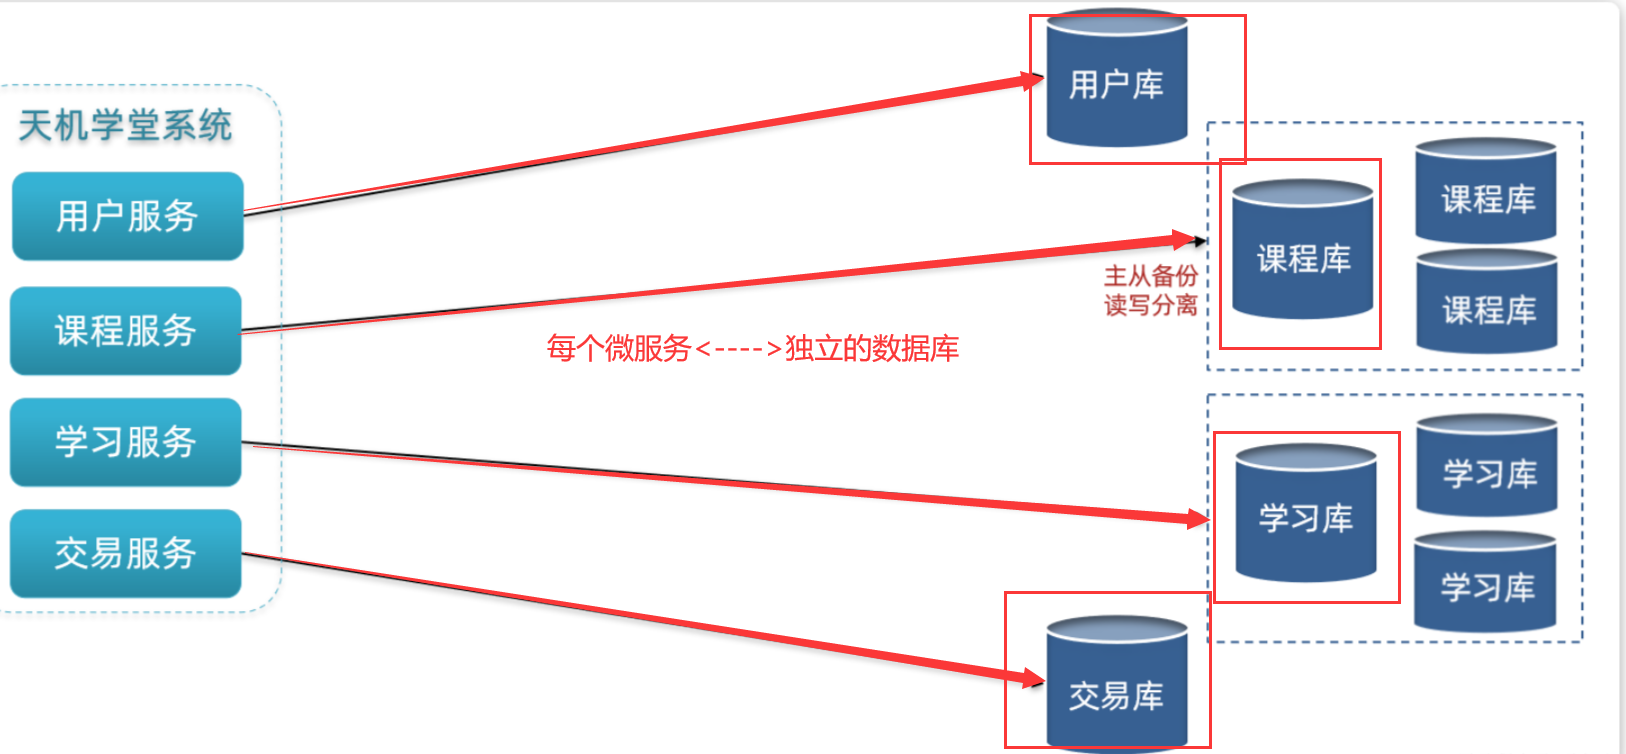 天机学堂系统
用户服务
课程服务
学习服务
交易服务
每个微服务<---->独立的数据库
用户库
主从备份
读写分离
课程库
课程库
课程库
学习库
学习库
学习库
交易库